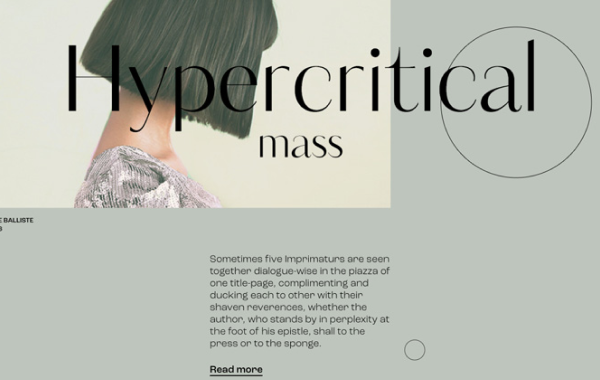 Hypercritical
mass
E BALLISTE
Sometimes five Imprimaturs are seen
together dialogue-wise in the piazza of
one title-page, complimenting and
ducking each to other with their
shaven reverences, whether the
author, who stands by in perplexity at
the foot of his epistle, shall to the
press or to the sponge.
Read more